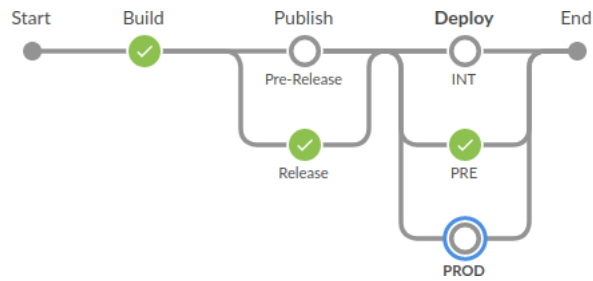 Start Build Publish Deploy End
Pre-Release INT
Release PRE
PROD